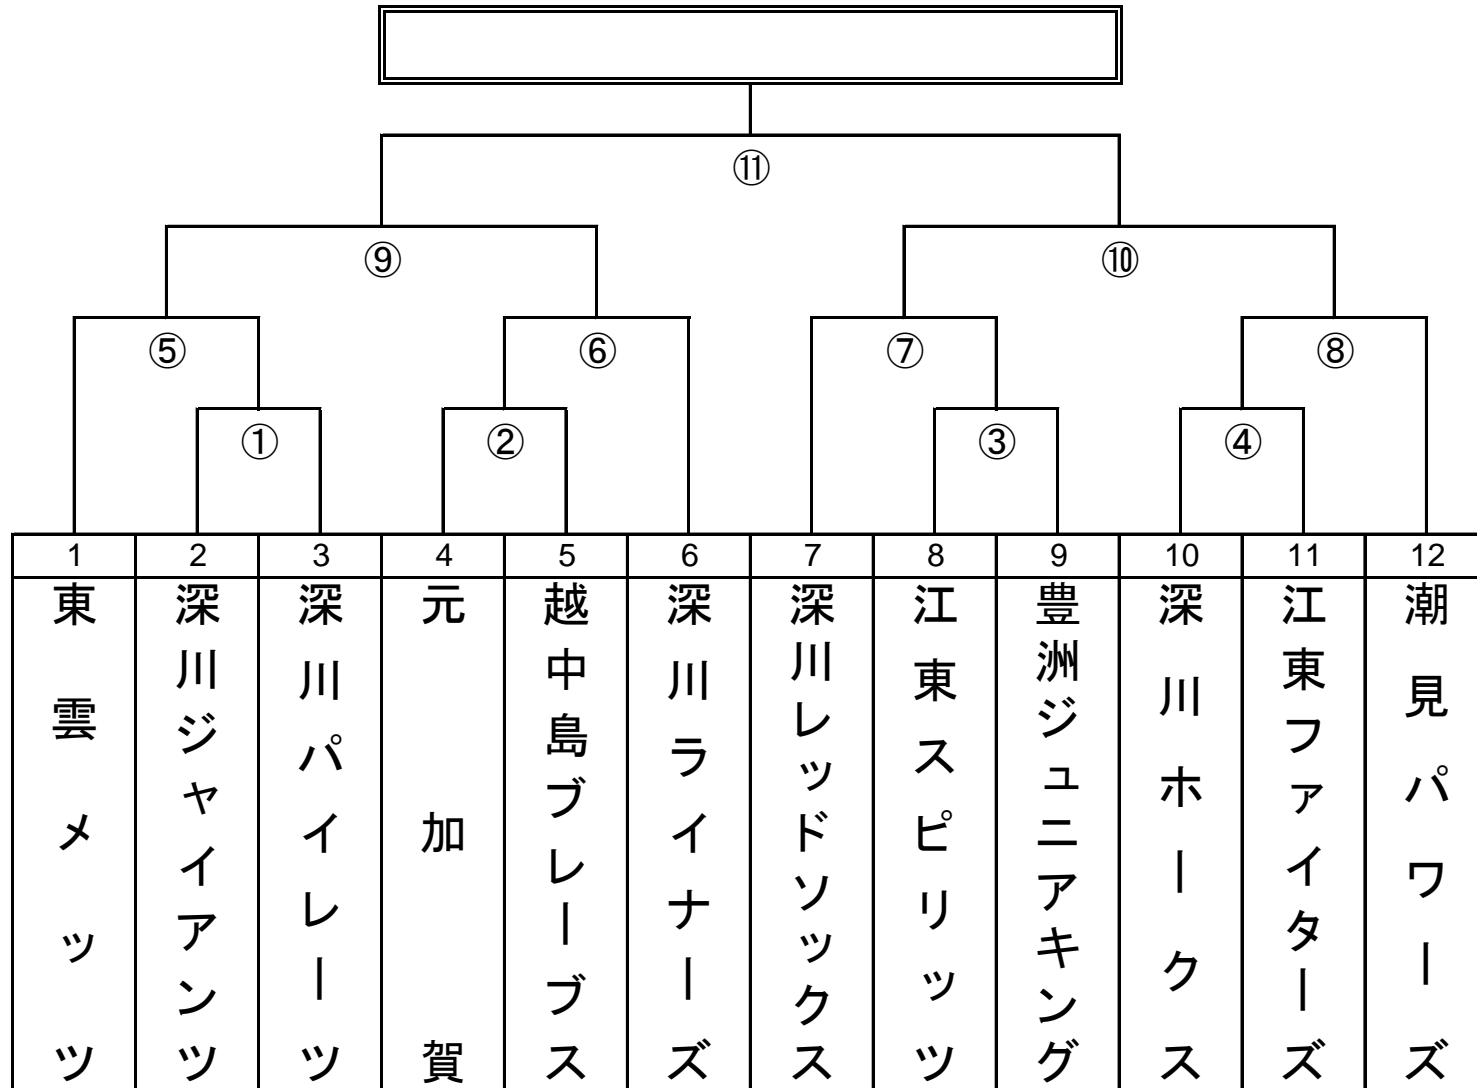 ⑪
⑨ ⑩
⑤ ⑥ ⑦ ⑧
① ② ③ ④
1 2 3 4 5 6 7 8 9 10 11 12
東雲メッツ
深川ジャイアンツ
深川パイレーツ
元加賀
越中島ブレーブス
深川ライナーズ
深川レッドソックス
江東スピリッツ
豊洲ジュニアキング
深川ホークス
江東ファイターズ
潮見パワーズ